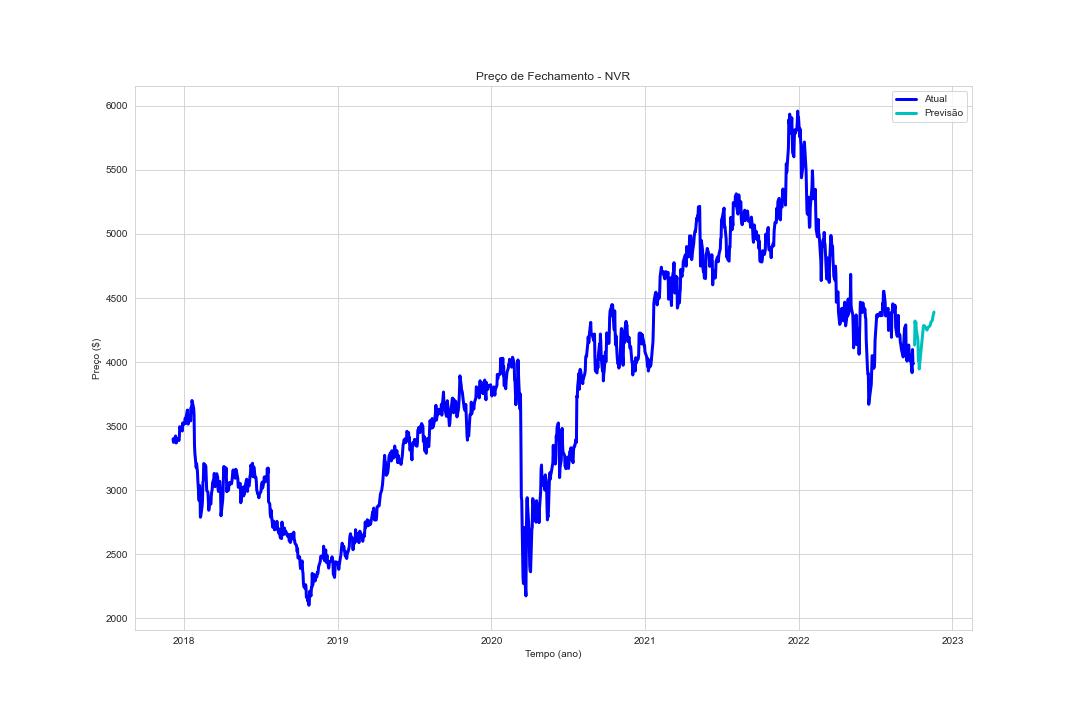 Preço de Fechamento - NVR
Atual
Previsão
6000
5500
5000
4500
4000
3500
3000
2500
2000
Preço ($)
2018 2019 2020 2021 2022 2023
Tempo (ano)